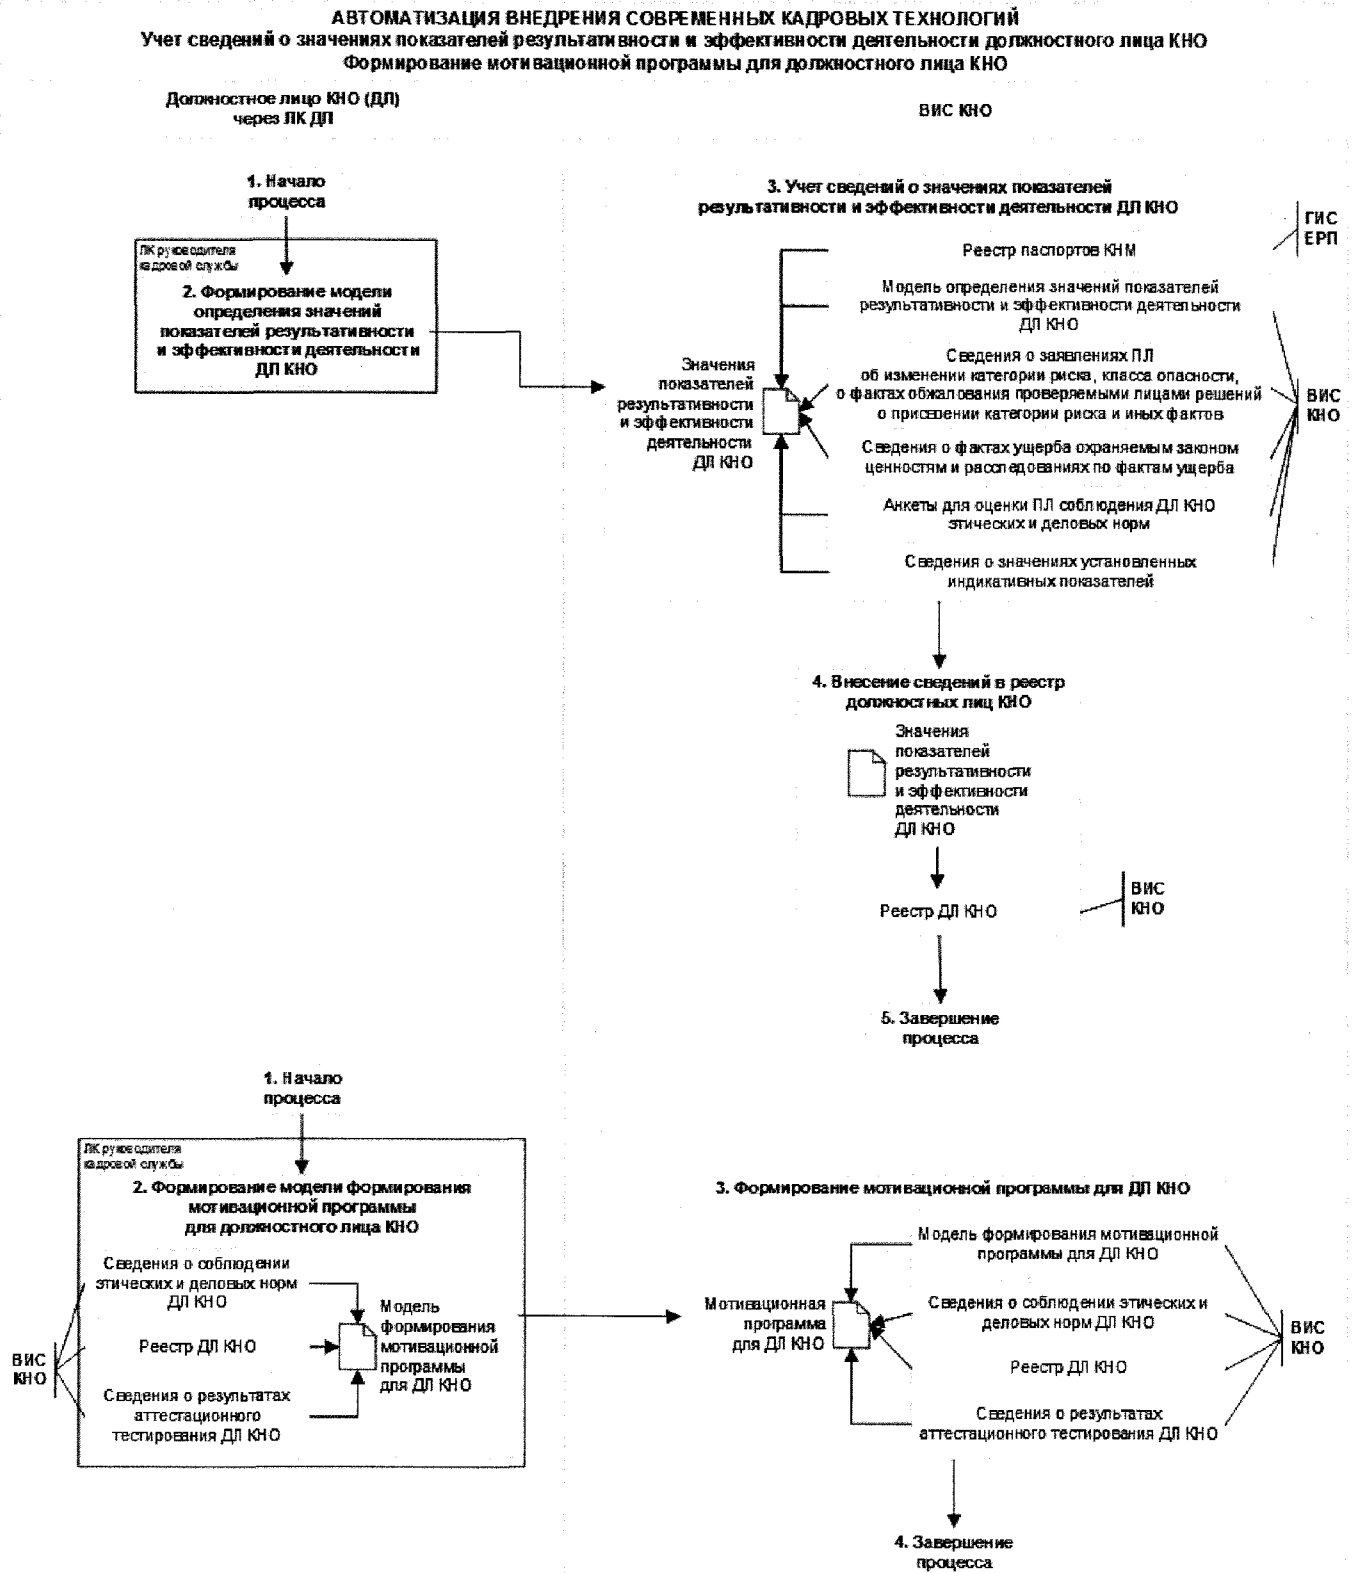 АВТОМАТИЗАЦИЯ ВНЕДРЕНИЯ СОВРЕМЕННЫХ КАДРОВЫХ ТЕХНОЛОГИЙ
Учет сведений о значениях показателей результативности и эффективности деятельности должностного лица КНО
Формирование мотивационной программы для должностного лица КНО
Должностное лицо КНО (ДЛ)
через ЛК ДЛ
ВИС КНО
1. Начало
процесса
ЛК руководителя
кадровой службы
2. Формирование модели
определения значений
показателей результативности
и эффективности деятельности
ДЛ КНО
3. Учет сведений о значениях показателей
результативности и эффективности деятельности ДЛ КНО
Значения
показателей
результативности
и эффективности
деятельности
ДЛ КНО
Реестр паспортов КНМ
Модель определения значений показателей
результативности и эффективности деятельности
ДЛ КНО
Сведения о заявлениях ПЛ
об изменении категории риска, класса опасности,
о фактах обжалования проверяемыми лицами решений
о присвоении категории риска и иных фактов
Сведения о фактах ущерба охраняемым законом
ценностям и расследованиях по фактам ущерба
Анкеты для оценки ПЛ соблюдения ДЛ КНО
этических и деловых норм
Сведения о значениях установленных
индикативных показателей
ГИС
ЕРП
ВИС
КНО
4. Внесение сведений в реестр
должностных лиц КНО
Значения
показателей
результативности
и эффективности
деятельности
ДЛ КНО
Реестр ДЛ КНО
ВИС
КНО
5. Завершение
процесса
1. Начало
процесса
ЛК руководителя
кадровой службы
2. Формирование модели формирования
мотивационной программы
для должностного лица КНО
Сведения о соблюдении
этических и деловых норм
ДЛ КНО
Реестр ДЛ КНО
Сведения о результатах
аттестационного
тестирования ДЛ КНО
ВИС
КНО
Модель
формирования
мотивационной
программы
для ДЛ КНО
3. Формирование мотивационной программы для ДЛ КНО
Мотивационная
программа
для ДЛ КНО
Модель формирования мотивационной
программы для ДЛ КНО
Сведения о соблюдении этических и
деловых норм ДЛ КНО
Реестр ДЛ КНО
Сведения о результатах
аттестационного тестирования ДЛ КНО
ВИС
КНО
4. Завершение
процесса